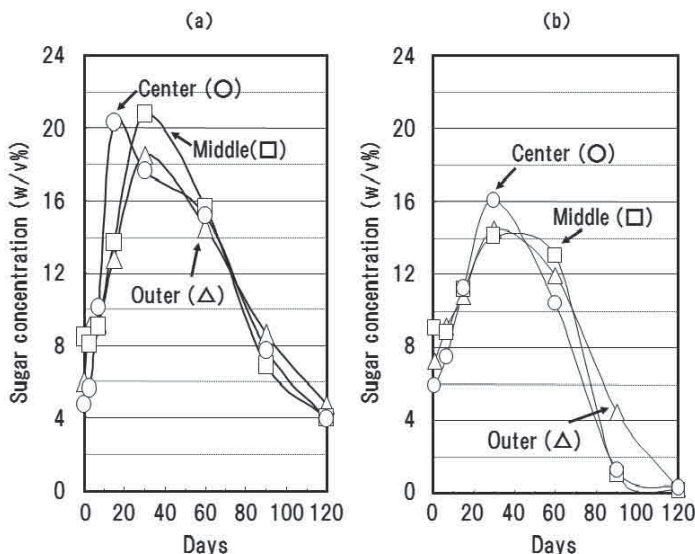 (a)
Sugar concentration (w/v%)
24
20
16
12
8
4
0
Center (○)
Middle(□)
Outer (△)
0 20 40 60 80 100 120
Days
(b)
Sugar concentration (w/v%)
24
20
16
12
8
4
0
Center (○)
Middle (□)
Outer (△)
0 20 40 60 80 100 120
Days